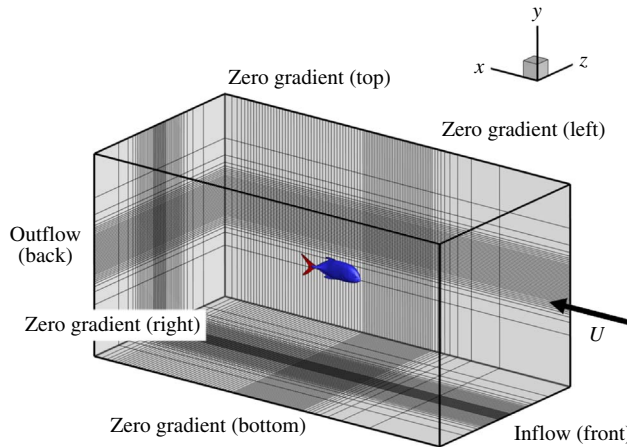 y
x
z
Zero gradient (top)
Zero gradient (left)
Outflow
(back)
Zero gradient (right)
U
Zero gradient (bottom)
Inflow (front)